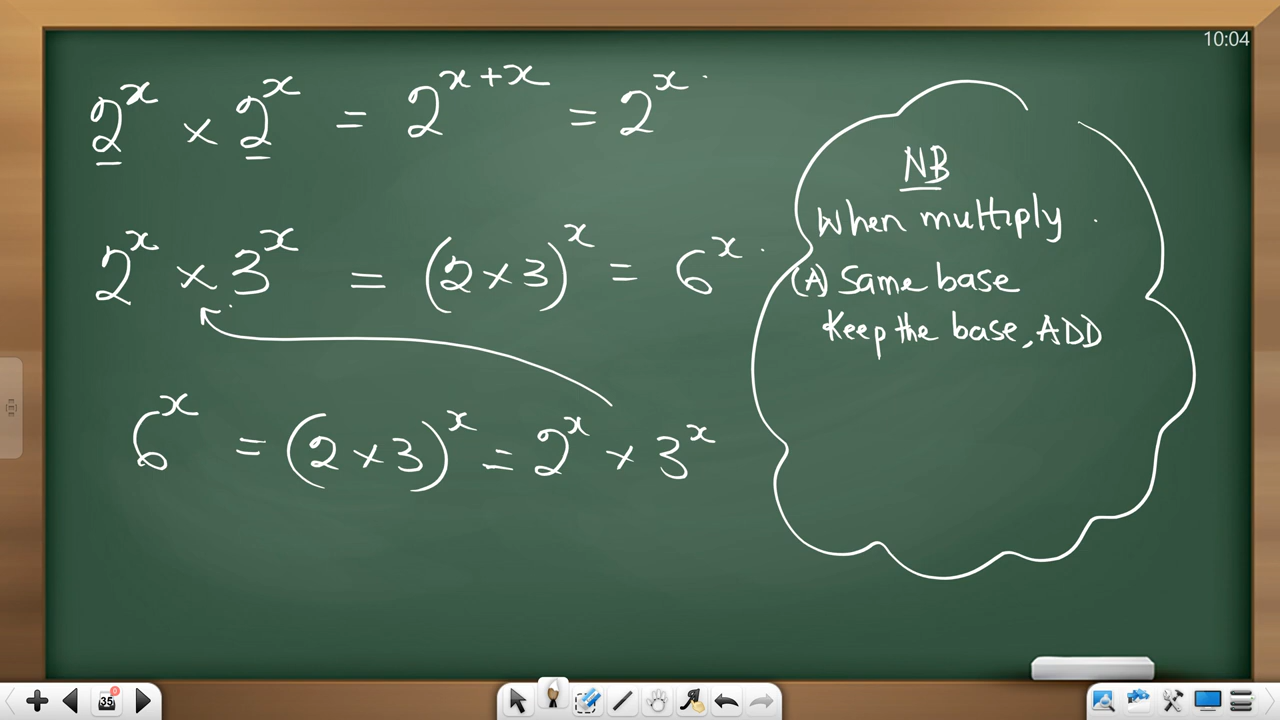 10:04
2^x × 2^x = 2^{x+x} = 2^x
2^x × 3^x = (2×3)^x = 6^x
6^x = (2×3)^x = 2^x × 3^x
NB
When multiply
(A) Same base
Keep the base, ADD
35
0